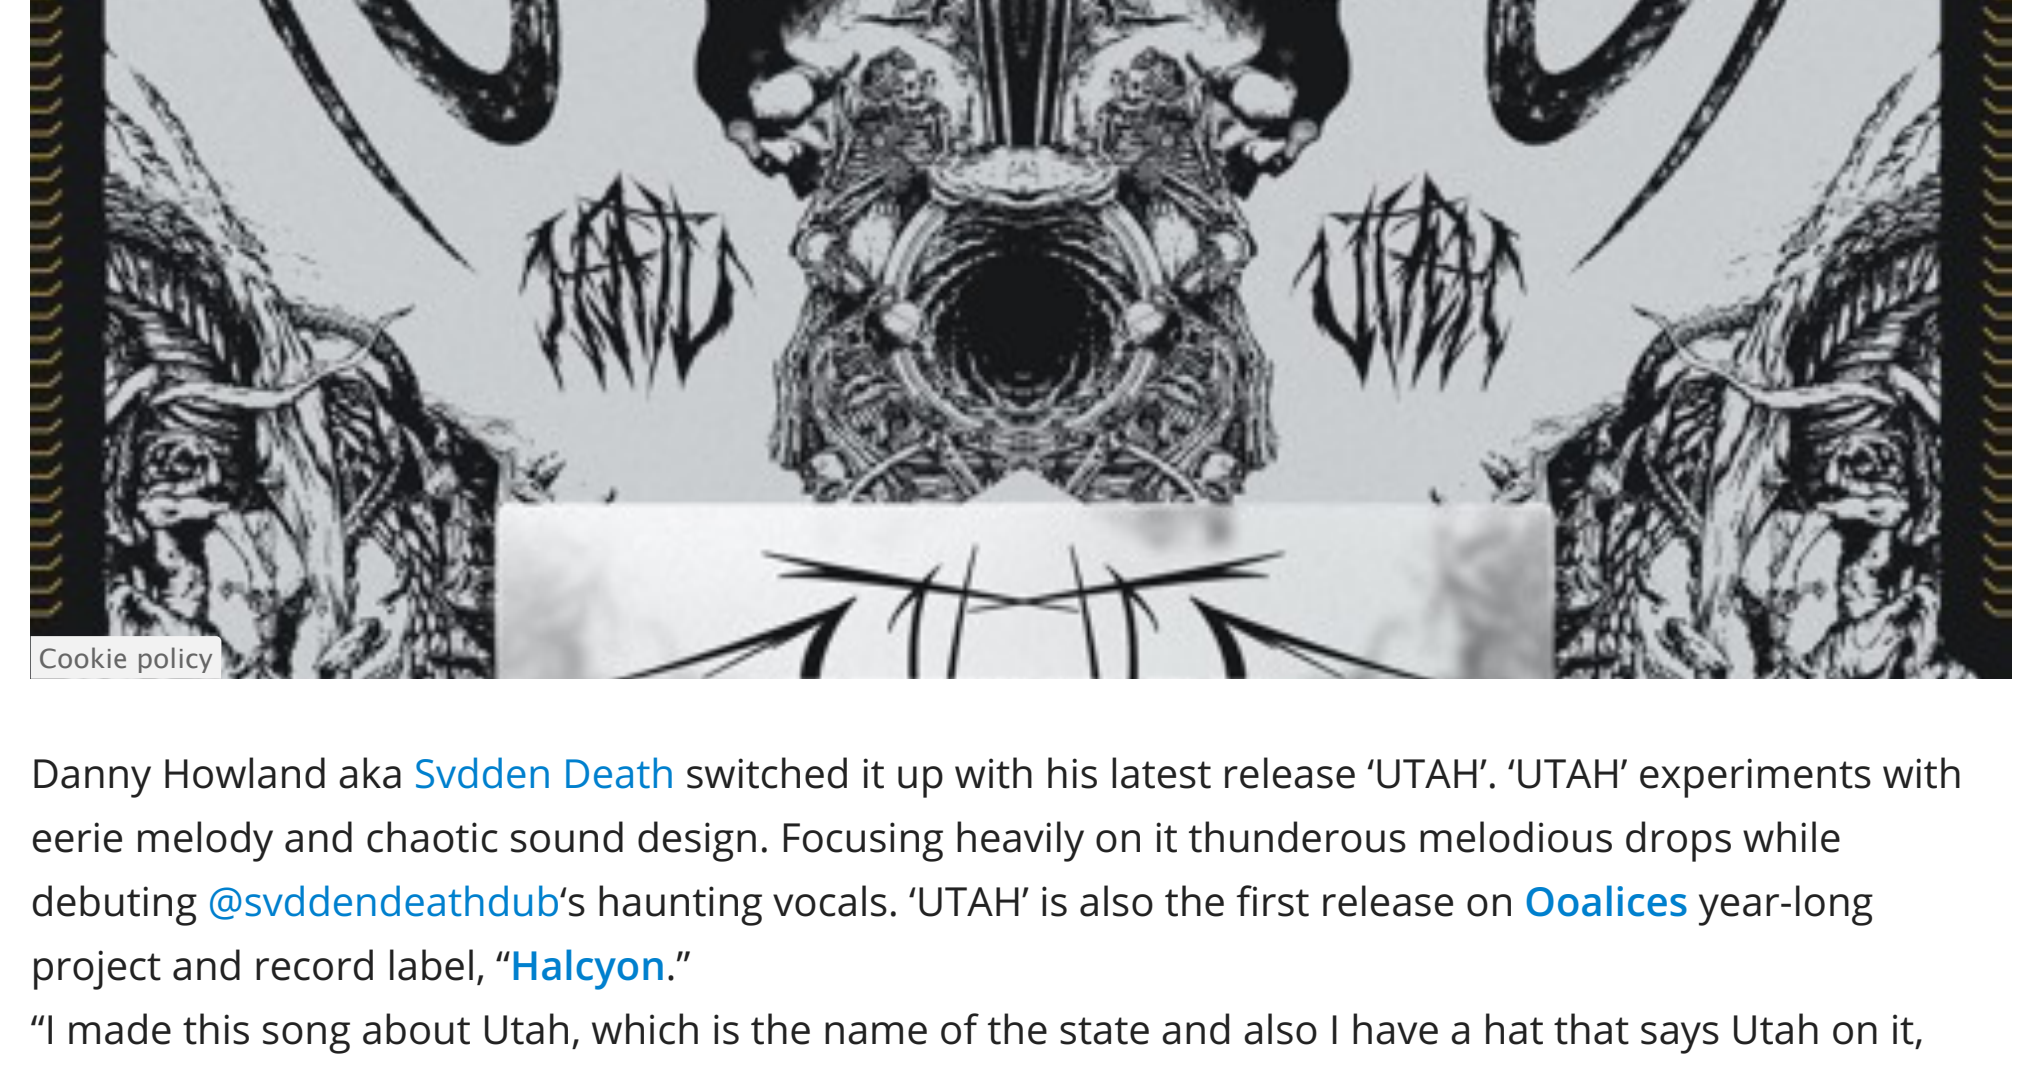 UTAH
UTAH
Cookie policy
Danny Howland aka Svdden Death switched it up with his latest release ‘UTAH’. ‘UTAH’ experiments with
eerie melody and chaotic sound design. Focusing heavily on it thunderous melodious drops while
debuting @svddendeathdub‘s haunting vocals. ‘UTAH’ is also the first release on Ooalices year-long
project and record label, “Halcyon.”
“I made this song about Utah, which is the name of the state and also I have a hat that says Utah on it,